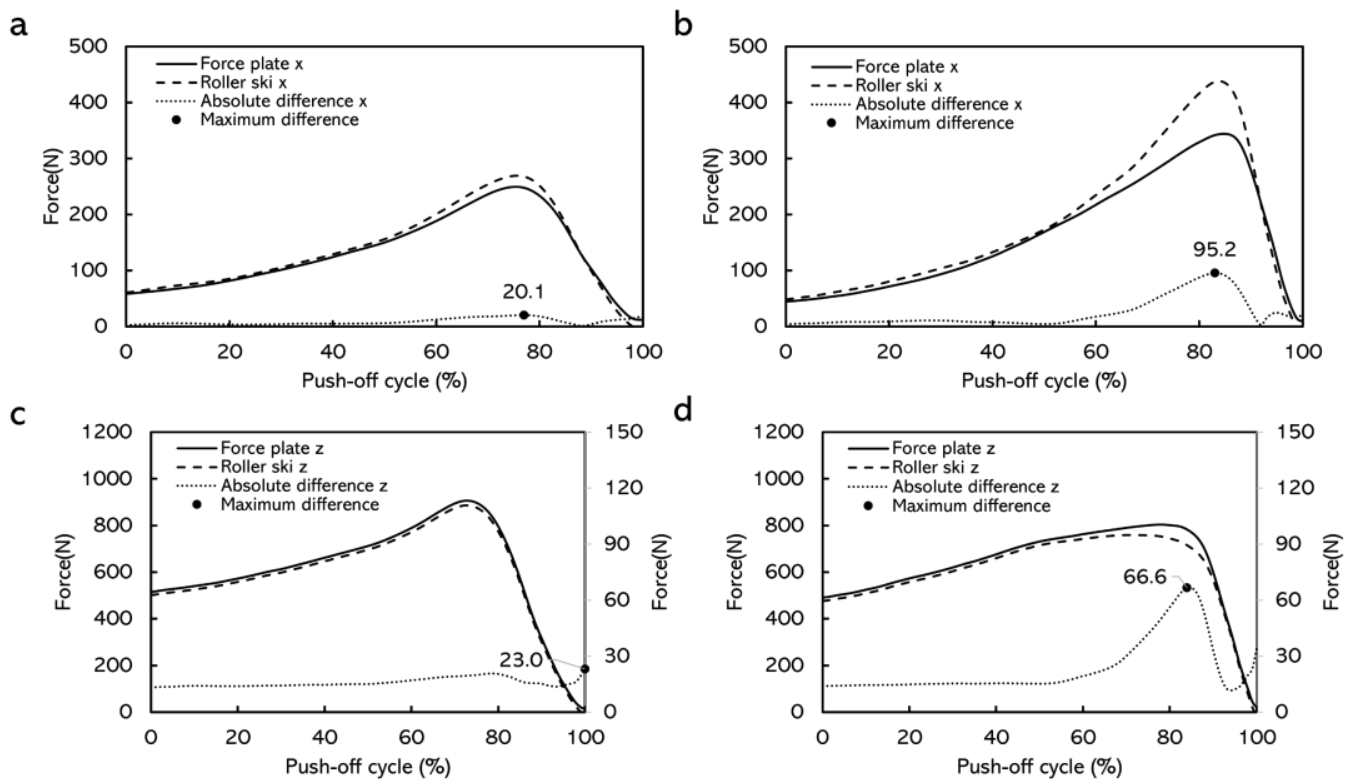 a
500
400
300
200
100
0
Force(N)
Force plate x
Roller ski x
Absolute difference x
Maximum difference
20.1
0 20 40 60 80 100
Push-off cycle (%)
b
500
400
300
200
100
0
Force(N)
Force plate x
Roller ski x
Absolute difference x
Maximum difference
95.2
0 20 40 60 80 100
Push-off cycle (%)
c
1200
1000
800
600
400
200
0
Force(N)
Force plate z
Roller ski z
Absolute difference z
Maximum difference
23.0
150
120
90
60
30
0
Force(N)
0 20 40 60 80 100
Push-off cycle (%)
d
1200
1000
800
600
400
200
0
Force(N)
Force plate z
Roller ski z
Absolute difference z
Maximum difference
66.6
150
120
90
60
30
0
Force(N)
0 20 40 60 80 100
Push-off cycle (%)